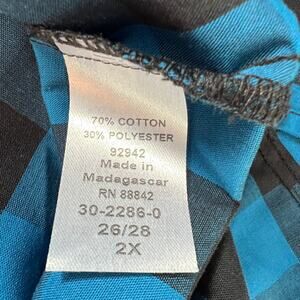 70% COTTON
30% POLYESTER
92942
Made in
Madagascar
RN 88842
30-2286-0
26/28
2X